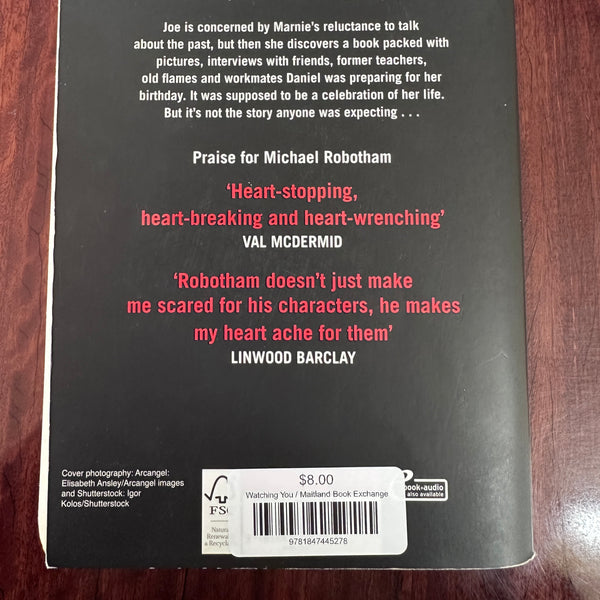 Joe is concerned by Marnie's reluctance to talk
about the past, but then she discovers a book packed with
pictures, interviews with friends, former teachers,
old flames and workmates Daniel was preparing for her
birthday. It was supposed to be a celebration of her life.
But it's not the story anyone was expecting . . .
Praise for Michael Robotham
'Heart-stopping,
heart-breaking and heart-wrenching'
VAL MCDERMID
'Robotham doesn't just make
me scared for his characters, he makes
my heart ache for them'
LINWOOD BARCLAY
Cover photography: Arcangel:
Elisabeth Ansley/Arcangel images
and Shutterstock: Igor
Kolos/Shutterstock
FSC
$8.00
Watching You / Maitland Book Exchange
9781847445278
book+audio
also available